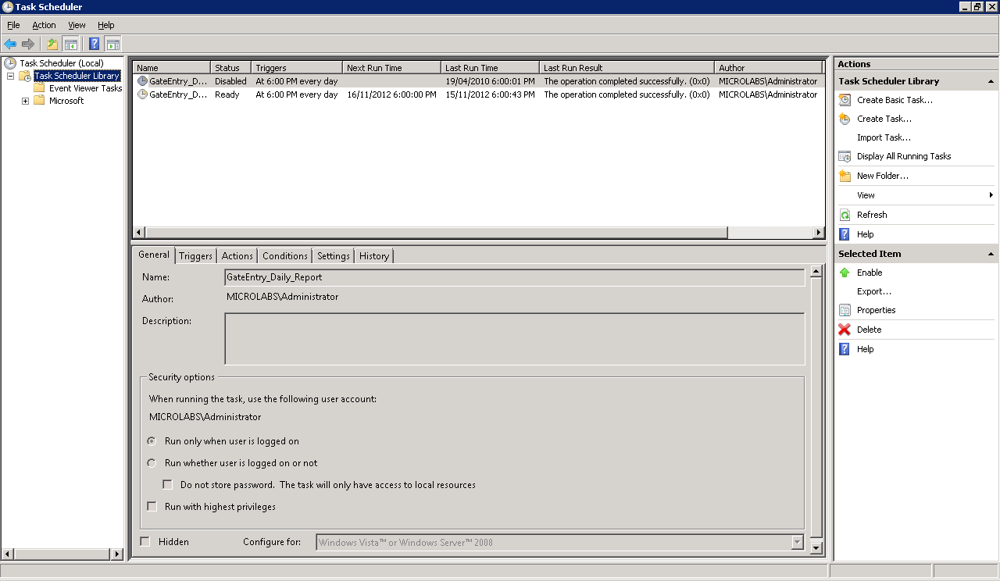 Task Scheduler
File Action View Help
Task Scheduler (Local)
Task Scheduler Library
Event Viewer Tasks
Microsoft
Name Status Triggers Next Run Time Last Run Time Last Run Result Author
GateEntry_D... Disabled At 6:00 PM every day 19/04/2010 6:00:01 PM The operation completed successfully. (0x0) MICROLABS\Administrator
GateEntry_D... Ready At 6:00 PM every day 16/11/2012 6:00:00 PM 15/11/2012 6:00:43 PM The operation completed successfully. (0x0) MICROLABS\Administrator
General Triggers Actions Conditions Settings History
Name: GateEntry_Daily_Report
Author: MICROLABS\Administrator
Description:
Security options
When running the task, use the following user account:
MICROLABS\Administrator
Run only when user is logged on
Run whether user is logged on or not
Do not store password. The task will only have access to local resources
Run with highest privileges
Hidden Configure for: Windows Vista™ or Windows Server™ 2008
Actions
Task Scheduler Library
Create Basic Task...
Create Task...
Import Task...
Display All Running Tasks
New Folder...
View
Refresh
Help
Selected Item
Enable
Export...
Properties
Delete
Help